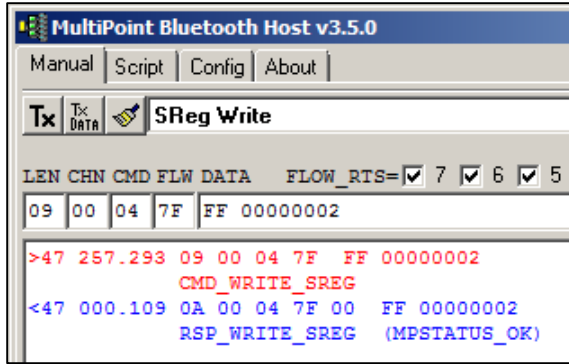 MultiPoint Bluetooth Host v3.5.0
Manual Script Config About
Tx Tx DATA SReg Write
LEN CHN CMD FLW DATA FLOW_RTS= 7 6 5
09 00 04 7F FF 00000002
>47 257.293 09 00 04 7F FF 00000002
CMD_WRITE_SREG
<47 000.109 0A 00 04 7F 00 FF 00000002
RSP_WRITE_SREG (MPSTATUS_OK)